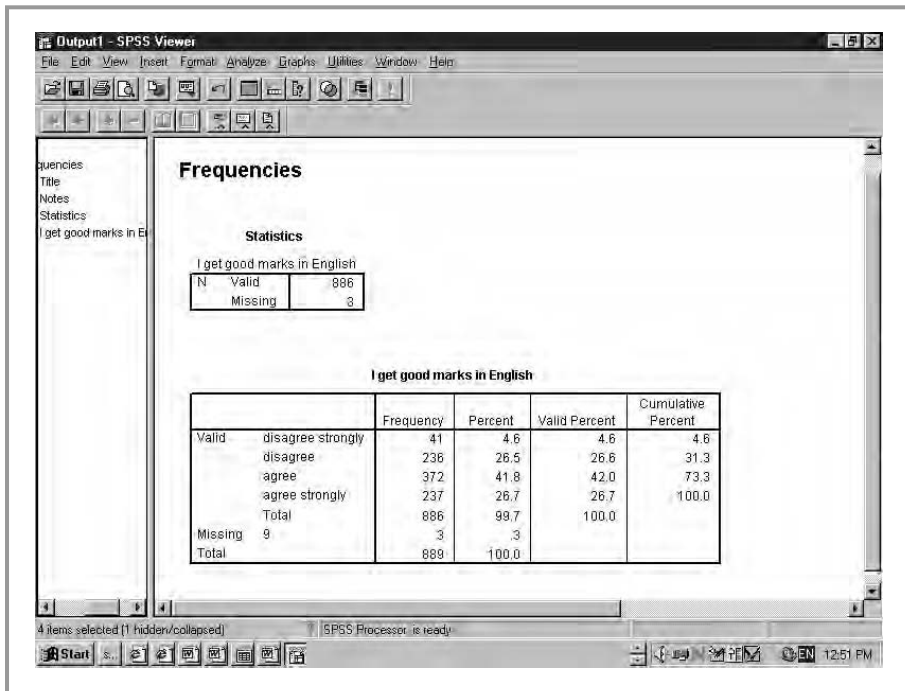 Output1 - SPSS Viewer
File Edit View Insert Format Analyze Graphs Utilities Window Help
quencies
Title
Notes
Statistics
I get good marks in E
Frequencies
Statistics
I get good marks in English
N Valid 886
Missing 3
I get good marks in English
Frequency Percent Valid Percent Cumulative Percent
Valid disagree strongly 41 4.6 4.6 4.6
disagree 236 26.5 26.6 31.3
agree 372 41.8 42.0 73.3
agree strongly 237 26.7 26.7 100.0
Total 886 99.7 100.0
Missing 9 3 .3
Total 889 100.0
4 items selected (1 hidden/collapsed) SPSS Processor is ready
Start s... EN 12:51 PM